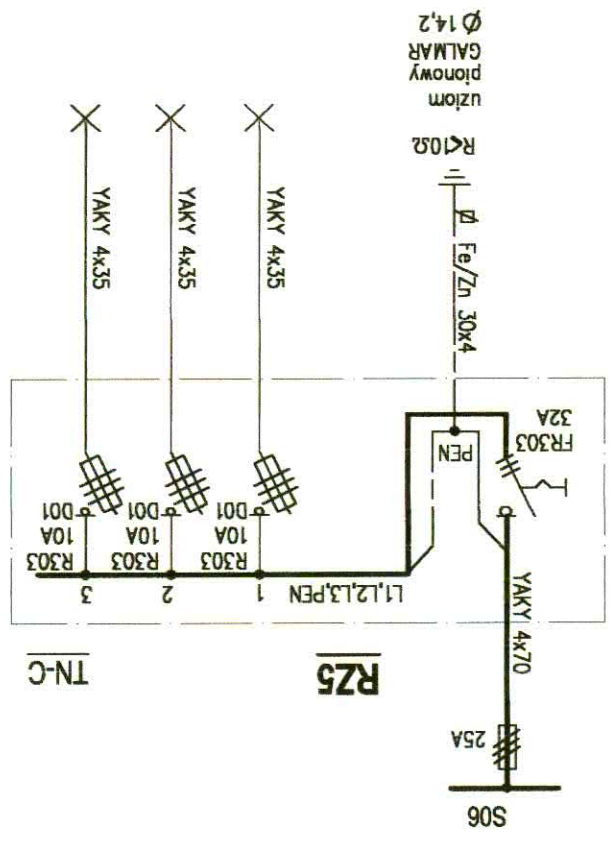 S06
25A
YAKY 4x70
RZ5
TN-C
L1,L2,L3,PEN
1
2
3
R303
10A
D01
R303
10A
D01
R303
10A
D01
FR303
32A
PEN
Fe/Zn 30x4
YAKY 4x35
YAKY 4x35
YAKY 4x35
R<10Ω
uziom
pionowy
GALMAR
Ø 14,2